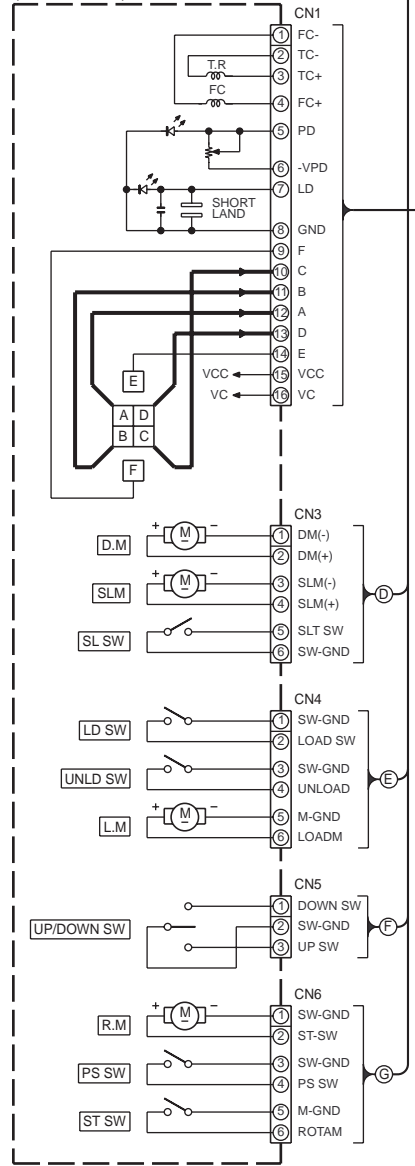 CN1
1 FC-
2 TC-
T.R
3 TC+
FC
4 FC+
5 PD
6 -VPD
7 LD
SHORT
LAND
8 GND
9 F
10 C
11 B
12 A
13 D
14 E
E
VCC 15 VCC
VC 16 VC
A D
B C
F
CN3
D.M + M - 1 DM(-)
2 DM(+)
SLM + M - 3 SLM(-)
4 SLM(+)
D
SL SW 5 SLT SW
6 SW-GND
CN4
LD SW 1 SW-GND
2 LOAD SW
UNLD SW 3 SW-GND
4 UNLOAD
E
L.M + M - 5 M-GND
6 LOADM
CN5
1 DOWN SW
UP/DOWN SW 2 SW-GND
F
3 UP SW
CN6
R.M + M - 1 SW-GND
2 ST-SW
PS SW 3 SW-GND
4 PS SW
G
ST SW 5 M-GND
6 ROTAM